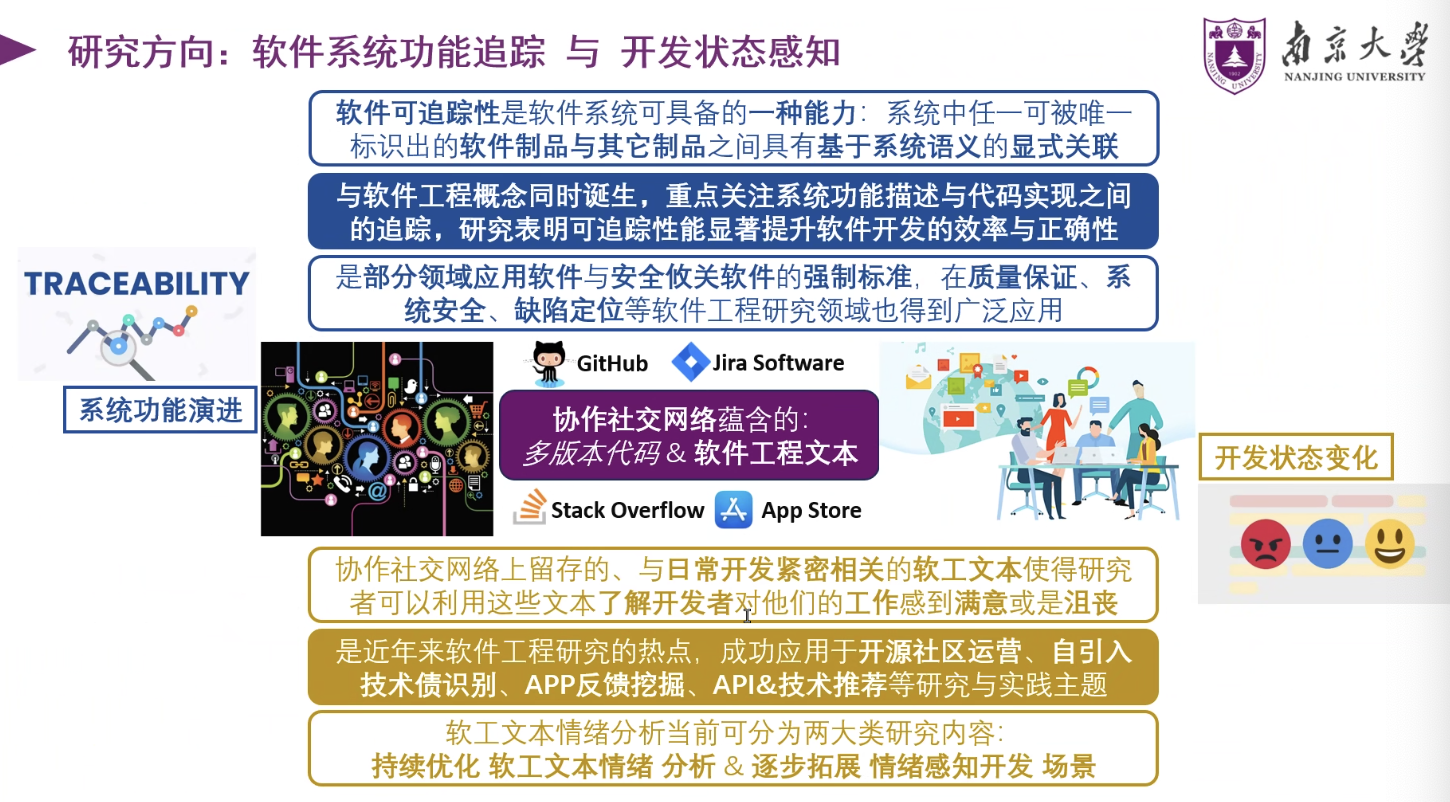 研究方向：软件系统功能追踪 与 开发状态感知
南京大學
NANJING UNIVERSITY
NANJING UNIVERSITY
1902
软件可追踪性是软件系统可具备的一种能力：系统中任一可被唯一
标识出的软件制品与其它制品之间具有基于系统语义的显式关联
与软件工程概念同时诞生，重点关注系统功能描述与代码实现之间
的追踪，研究表明可追踪性能显著提升软件开发的效率与正确性
是部分领域应用软件与安全攸关软件的强制标准，在质量保证、系
统安全、缺陷定位等软件工程研究领域也得到广泛应用
TRACEABILITY
系统功能演进
GitHub
Jira Software
协作社交网络蕴含的：
多版本代码 & 软件工程文本
Stack Overflow
App Store
开发状态变化
协作社交网络上留存的、与日常开发紧密相关的软工文本使得研究
者可以利用这些文本了解开发者对他们的工作感到满意或是沮丧
是近年来软件工程研究的热点，成功应用于开源社区运营、自引入
技术债识别、APP反馈挖掘、API&技术推荐等研究与实践主题
软工文本情绪分析当前可分为两大类研究内容：
持续优化 软工文本情绪 分析 & 逐步拓展 情绪感知开发 场景